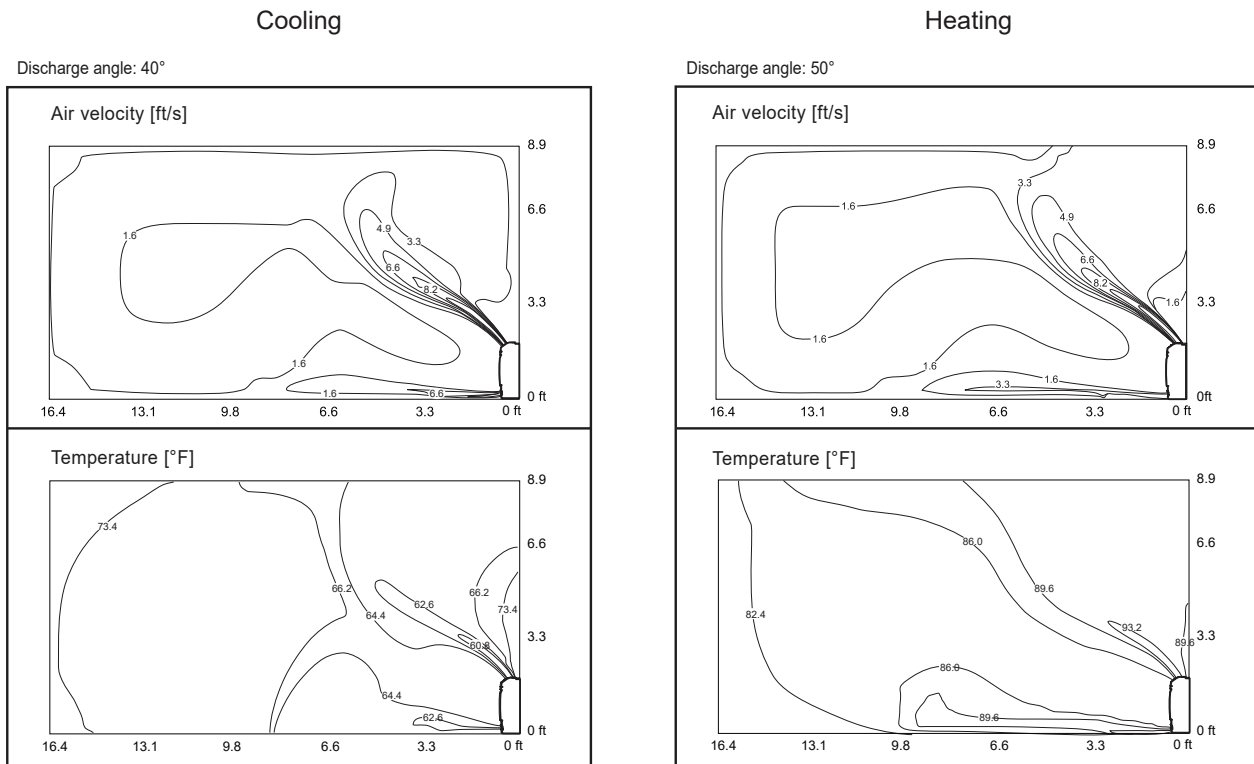 Cooling
Heating
Discharge angle: 40°
Discharge angle: 50°
Air velocity [ft/s]
8.9
6.6
3.3
0 ft
1.6
4.9
3.3
6.6
8.2
1.6
1.6
6.6
16.4 13.1 9.8 6.6 3.3 0 ft
Air velocity [ft/s]
8.9
6.6
3.3
0ft
3.3
1.6
4.9
6.6
8.2
1.6
1.6
1.6
1.6
3.3
16.4 13.1 9.8 6.6 3.3 0 ft
Temperature [°F]
8.9
6.6
3.3
0 ft
73.4
66.2
62.6
66.2
64.4
73.4
60.8
64.4
62.6
16.4 13.1 9.8 6.6 3.3 0 ft
Temperature [°F]
8.9
6.6
3.3
0 ft
86.0
89.6
82.4
93.2
89.6
86.0
89.6
16.4 13.1 9.8 6.6 3.3 0 ft